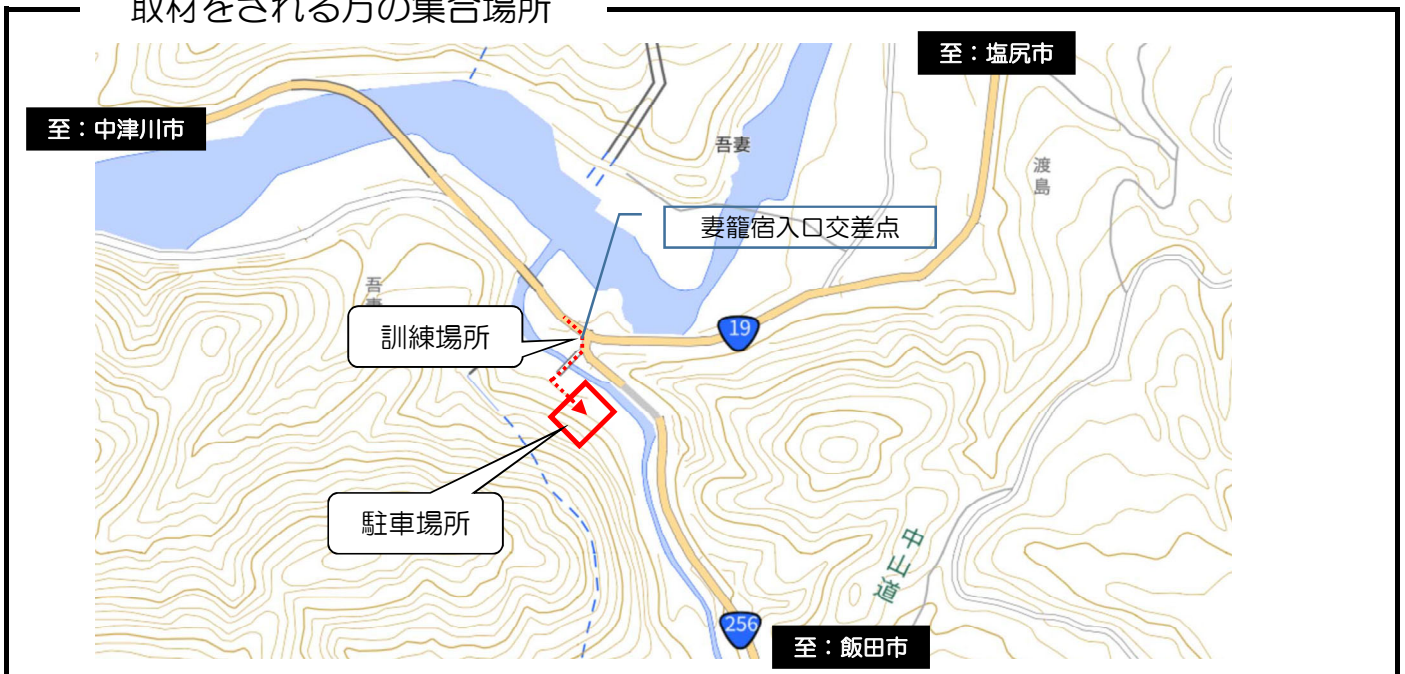 取材をされる方の集合場所
至：塩尻市
至：中津川市
吾妻
渡島
妻籠宿入口交差点
吾妻
訓練場所
19
駐車場所
中山道
256
至：飯田市